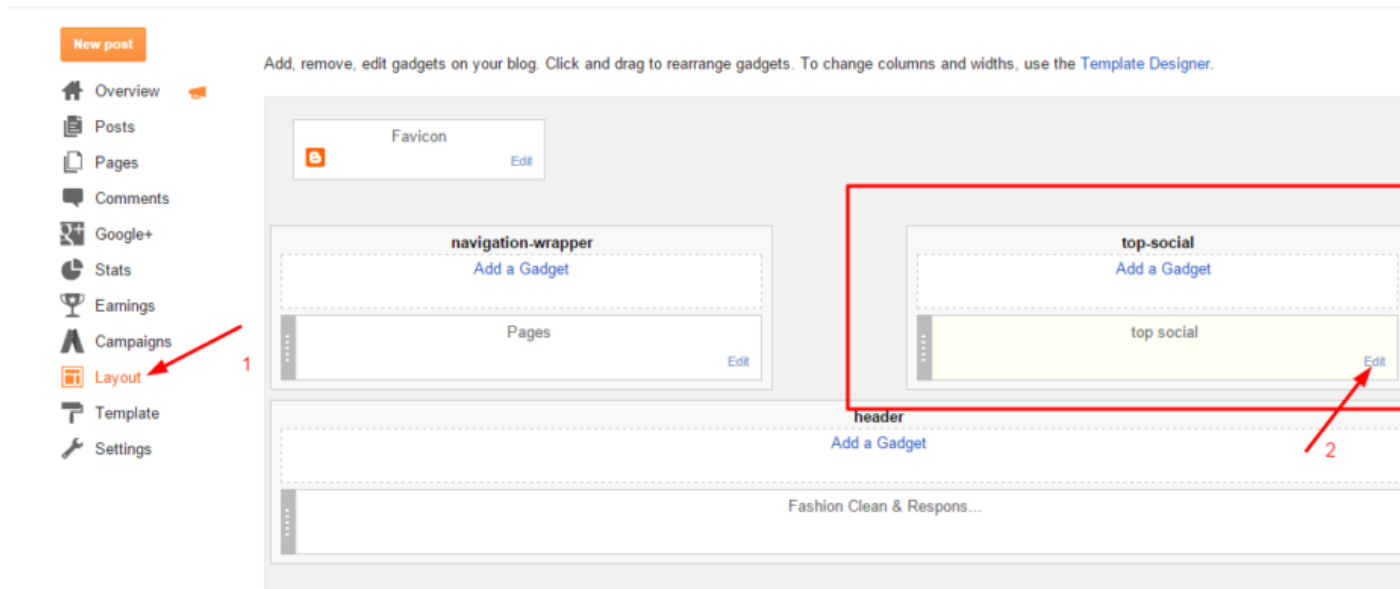 New post
Add, remove, edit gadgets on your blog. Click and drag to rearrange gadgets. To change columns and widths, use the Template Designer.
Overview
Posts
Pages
Comments
Google+
Stats
Earnings
Campaigns
Layout
Template
Settings
1
Favicon
Edit
navigation-wrapper
Add a Gadget
Pages
Edit
top-social
Add a Gadget
top social
Edit
2
header
Add a Gadget
Fashion Clean & Respons...